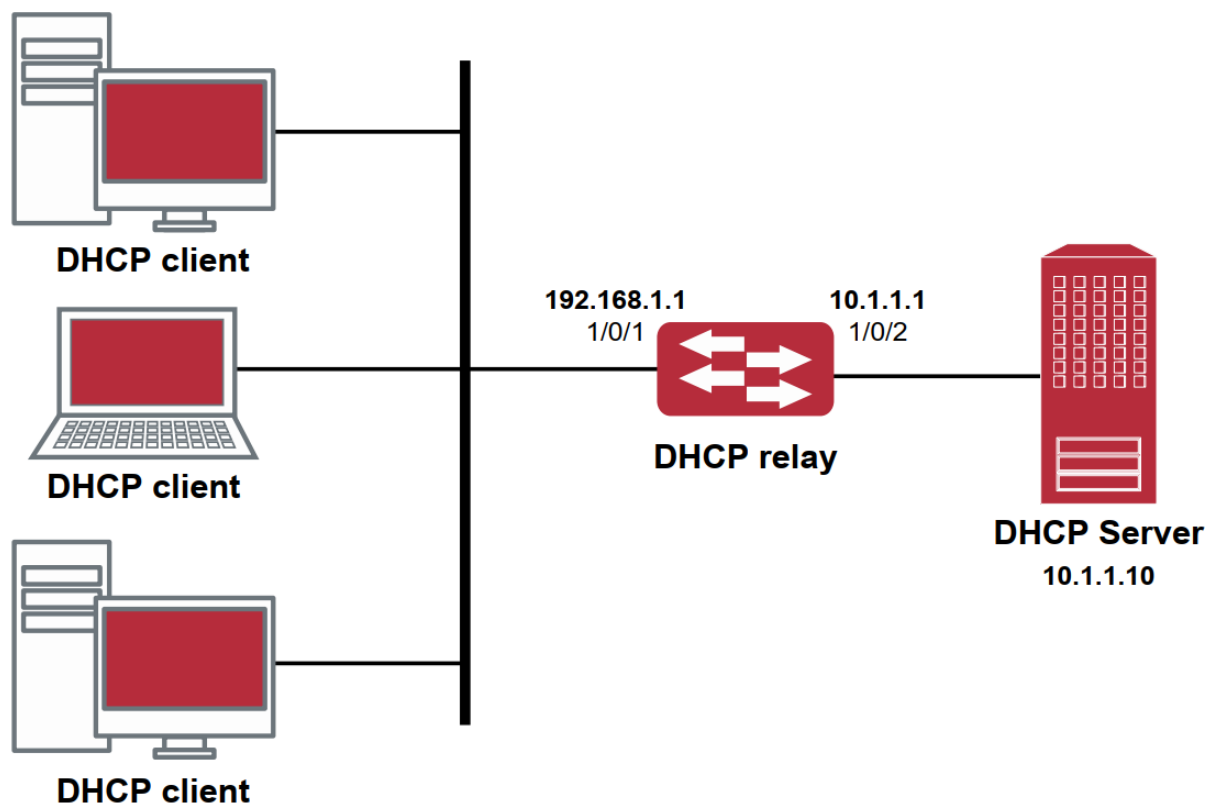 DHCP client
DHCP client
DHCP client
192.168.1.1
1/0/1
10.1.1.1
1/0/2
DHCP relay
DHCP Server
10.1.1.10